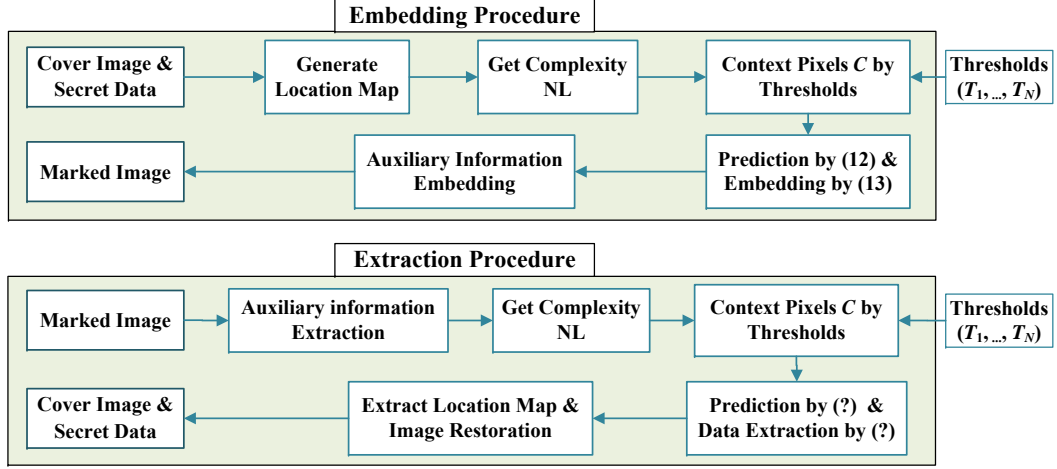 Embedding Procedure
Cover Image &
Secret Data
Generate
Location Map
Get Complexity
NL
Context Pixels C by
Thresholds
Thresholds
(T1, ..., TN)
Marked Image
Auxiliary Information
Embedding
Prediction by (12) &
Embedding by (13)
Extraction Procedure
Marked Image
Auxiliary information
Extraction
Get Complexity
NL
Context Pixels C by
Thresholds
Thresholds
(T1, ..., TN)
Cover Image &
Secret Data
Extract Location Map &
Image Restoration
Prediction by (?) &
Data Extraction by (?)